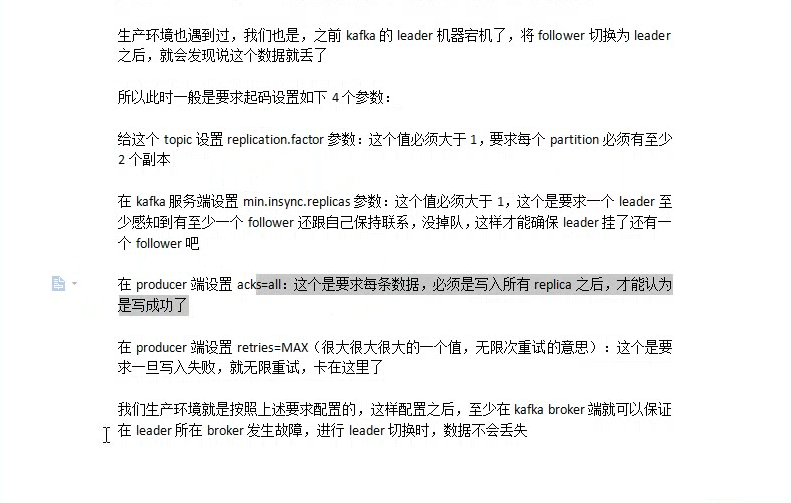 生产环境也遇到过，我们也是，之前 kafka 的 leader 机器宕机了，将 follower 切换为 leader
之后，就会发现说这个数据就丢了
所以此时一般是要求起码设置如下 4 个参数：
给这个 topic 设置 replication.factor 参数：这个值必须大于 1，要求每个 partition 必须有至少
2 个副本
在 kafka 服务端设置 min.insync.replicas 参数：这个值必须大于 1，这个是要求一个 leader 至
少感知到有至少一个 follower 还跟自己保持联系，没掉队，这样才能确保 leader 挂了还有一
个 follower 吧
在 producer 端设置 acks=all：这个是要求每条数据，必须是写入所有 replica 之后，才能认为
是写成功了
在 producer 端设置 retries=MAX（很大很大很大的一个值，无限次重试的意思）：这个是要
求一旦写入失败，就无限重试，卡在这里了
我们生产环境就是按照上述要求配置的，这样配置之后，至少在 kafka broker 端就可以保证
在 leader 所在 broker 发生故障，进行 leader 切换时，数据不会丢失